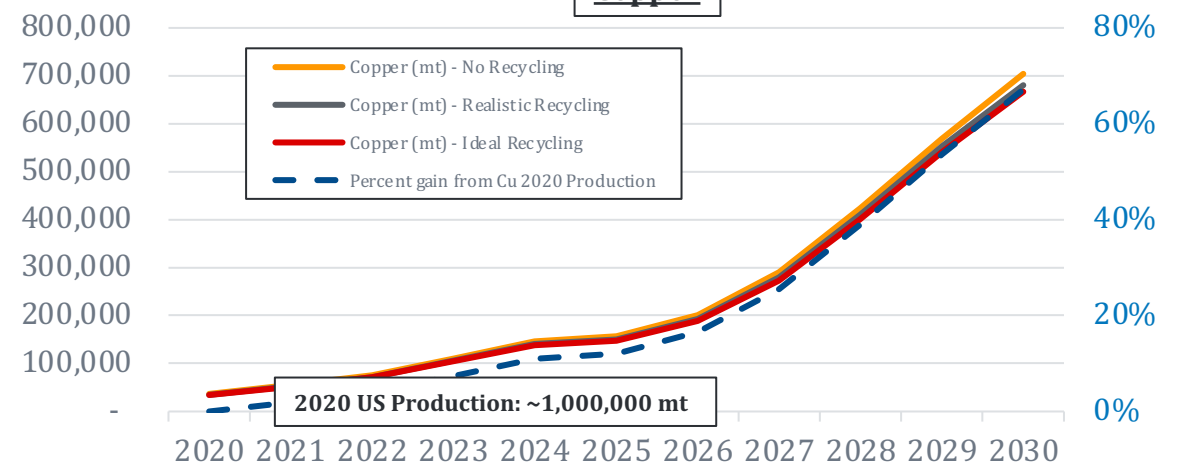 800,000
700,000
600,000
500,000
400,000
300,000
200,000
100,000
-
80%
60%
40%
20%
0%
Copper (mt) - No Recycling
Copper (mt) - Realistic Recycling
Copper (mt) - Ideal Recycling
Percent gain from Cu 2020 Production
2020 US Production: ~1,000,000 mt
2020 2021 2022 2023 2024 2025 2026 2027 2028 2029 2030